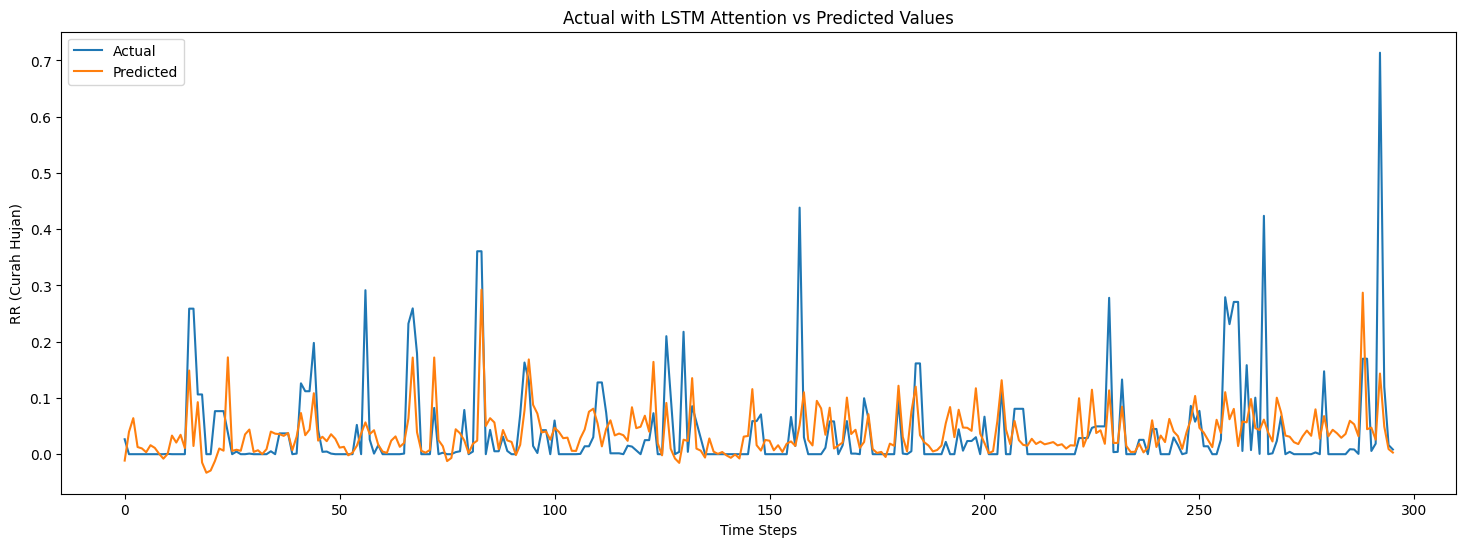 Actual with LSTM Attention vs Predicted Values
Actual
Predicted
RR (Curah Hujan)
0.7
0.6
0.5
0.4
0.3
0.2
0.1
0.0
0 50 100 150 200 250 300
Time Steps